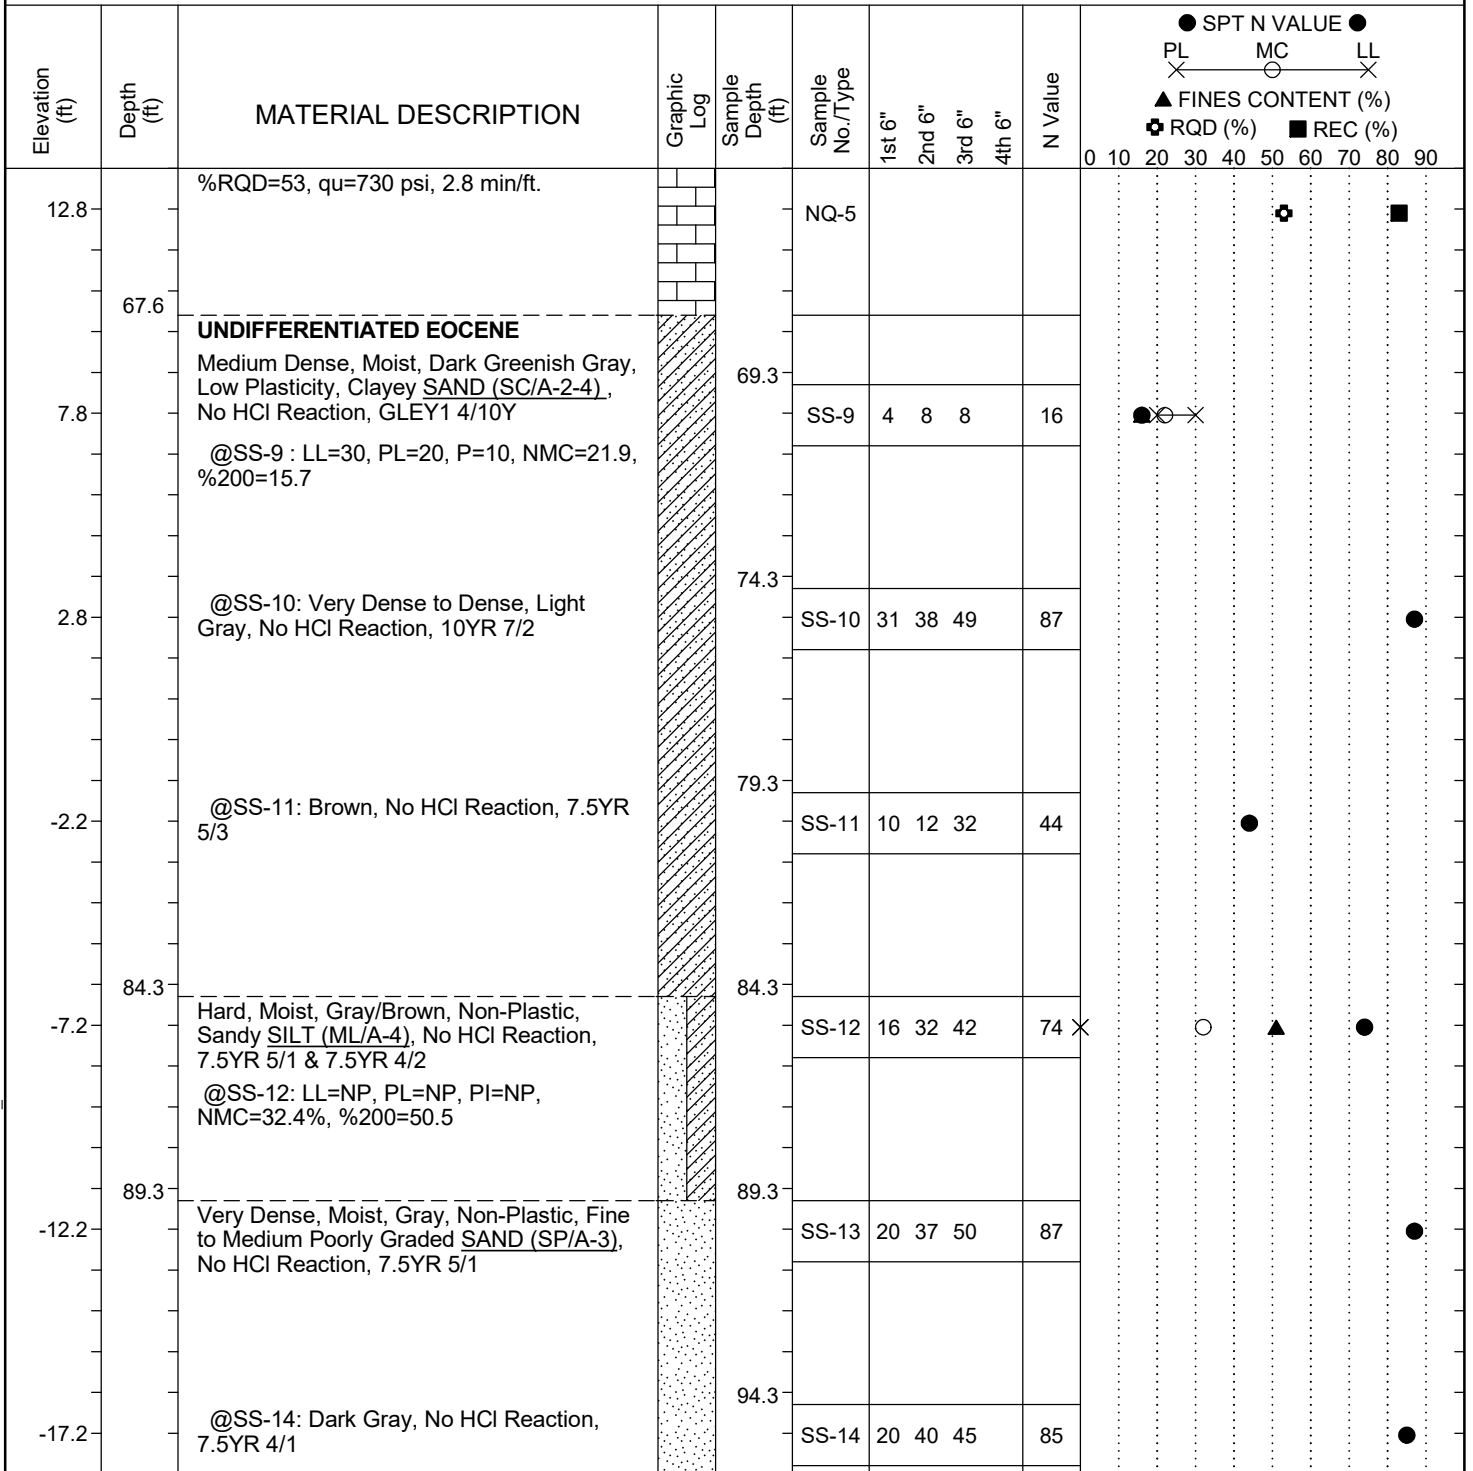 ● SPT N VALUE ●
PL MC LL
▲ FINES CONTENT (%)
RQD (%) ■ REC (%)
Elevation (ft)
Depth (ft)
MATERIAL DESCRIPTION
Graphic Log
Sample Depth (ft)
Sample No./Type
1st 6"
2nd 6"
3rd 6"
4th 6"
N Value
0 10 20 30 40 50 60 70 80 90
%RQD=53, qu=730 psi, 2.8 min/ft.
12.8 NQ-5
67.6
UNDIFFERENTIATED EOCENE
Medium Dense, Moist, Dark Greenish Gray,
Low Plasticity, Clayey SAND (SC/A-2-4) ,
No HCl Reaction, GLEY1 4/10Y
69.3
7.8 SS-9 4 8 8 16
@SS-9 : LL=30, PL=20, P=10, NMC=21.9,
%200=15.7
74.3
@SS-10: Very Dense to Dense, Light
Gray, No HCl Reaction, 10YR 7/2
2.8 SS-10 31 38 49 87
79.3
@SS-11: Brown, No HCl Reaction, 7.5YR
5/3
-2.2 SS-11 10 12 32 44
84.3 84.3
Hard, Moist, Gray/Brown, Non-Plastic,
Sandy SILT (ML/A-4), No HCl Reaction,
7.5YR 5/1 & 7.5YR 4/2
-7.2 SS-12 16 32 42 74
@SS-12: LL=NP, PL=NP, PI=NP,
NMC=32.4%, %200=50.5
89.3 89.3
Very Dense, Moist, Gray, Non-Plastic, Fine
to Medium Poorly Graded SAND (SP/A-3),
No HCl Reaction, 7.5YR 5/1
-12.2 SS-13 20 37 50 87
94.3
@SS-14: Dark Gray, No HCl Reaction,
7.5YR 4/1
-17.2 SS-14 20 40 45 85